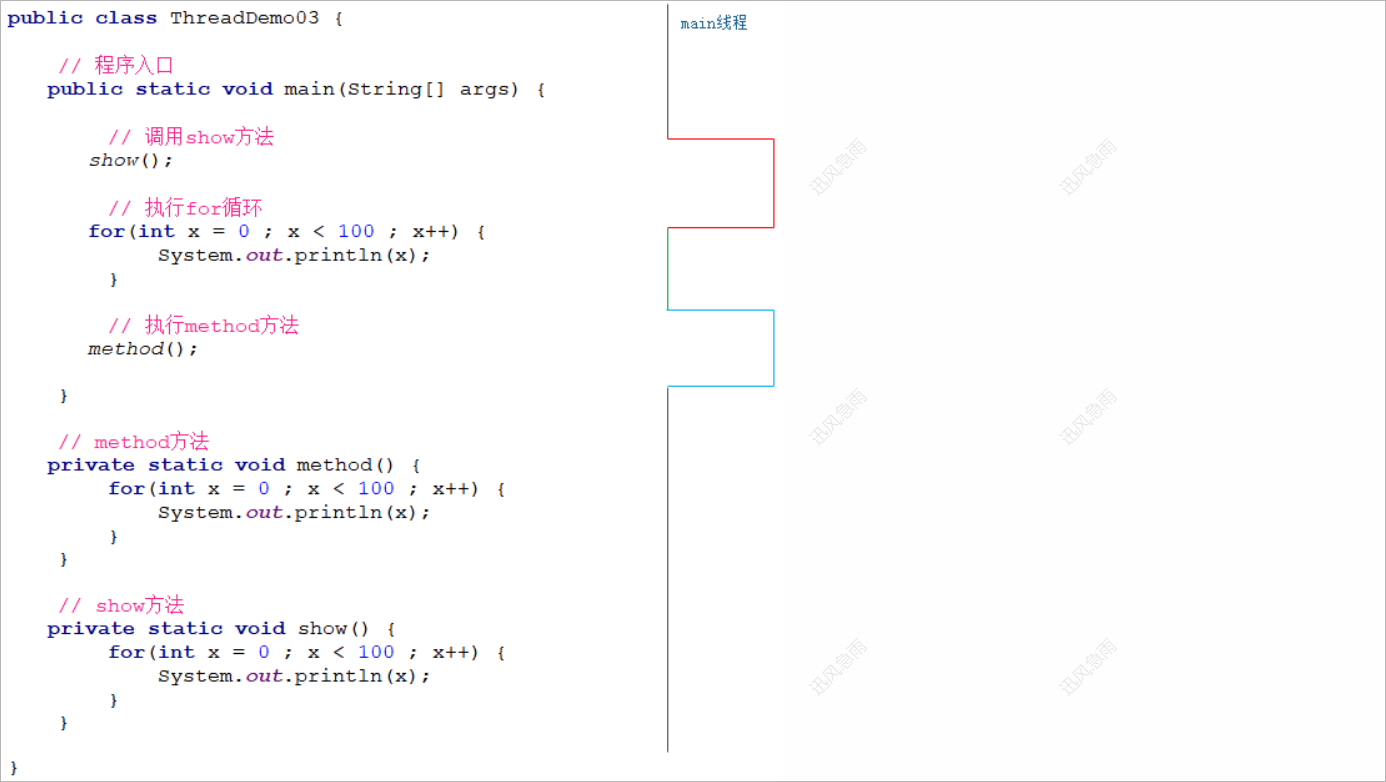 public class ThreadDemo03 {
// 程序入口
public static void main(String[] args) {
// 调用show方法
show();
// 执行for循环
for(int x = 0 ; x < 100 ; x++) {
System.out.println(x);
}
// 执行method方法
method();
}
// method方法
private static void method() {
for(int x = 0 ; x < 100 ; x++) {
System.out.println(x);
}
}
// show方法
private static void show() {
for(int x = 0 ; x < 100 ; x++) {
System.out.println(x);
}
}
}
main线程
迅风急雨
迅风急雨
迅风急雨
迅风急雨
迅风急雨
迅风急雨